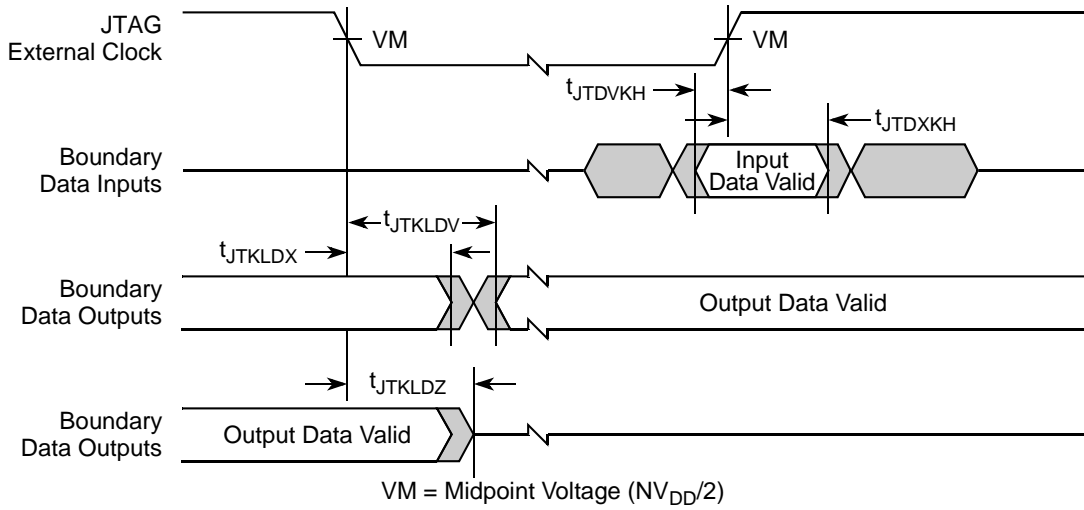 JTAG
External Clock
VM
VM
tJTDVKH
tJTDXKH
Boundary
Data Inputs
Input
Data Valid
tJTKLDV
tJTKLDX
Boundary
Data Outputs
Output Data Valid
tJTKLDZ
Boundary
Data Outputs
Output Data Valid
VM = Midpoint Voltage (NVDD/2)